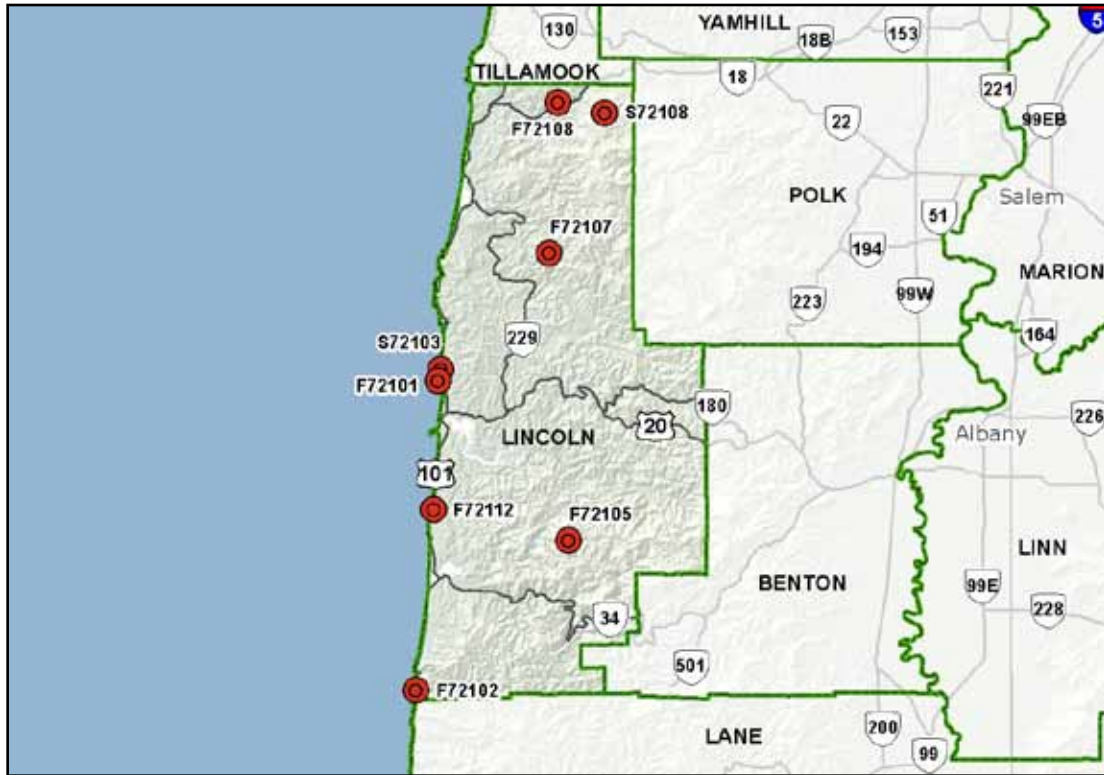 YAMHILL
5
130
18B
153
TILLAMOOK
18
221
F72108
S72108
22
99EB
POLK
Salem
51
F72107
194
MARION
99W
223
229
164
S72103
F72101
180
226
20
LINCOLN
Albany
101
F72112
F72105
LINN
BENTON
99E
228
34
501
F72102
LANE
200
99